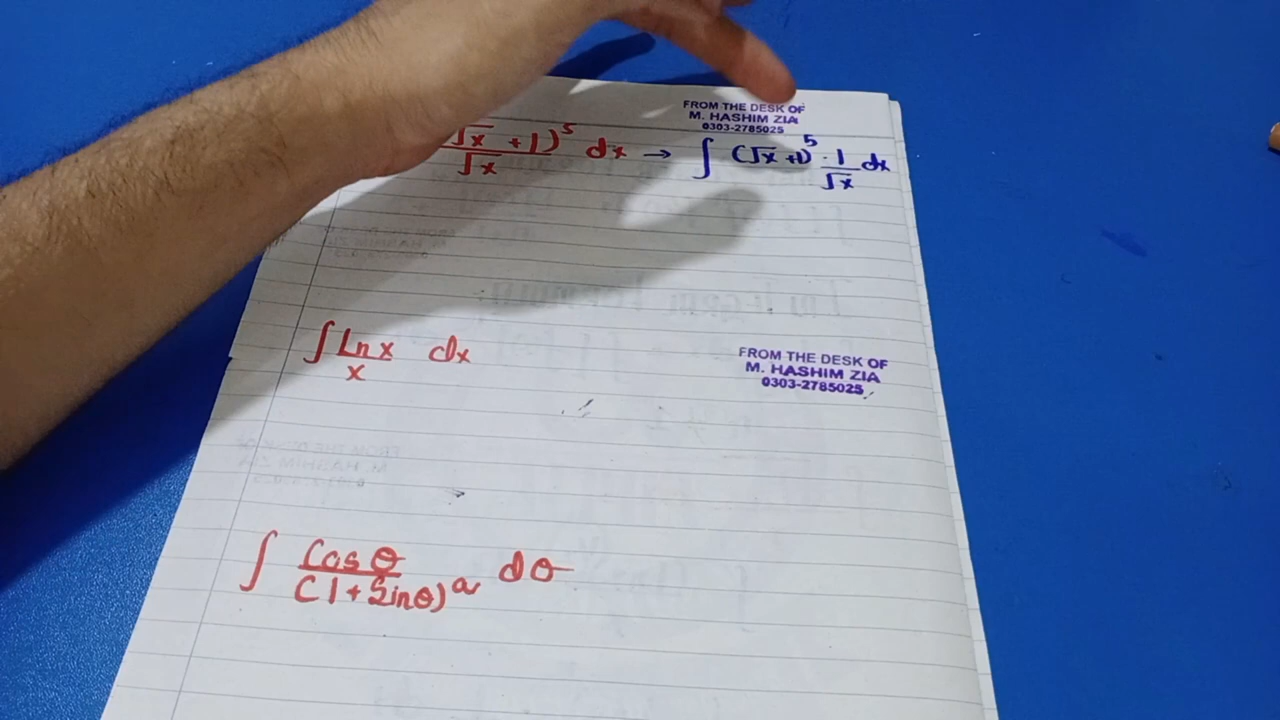 FROM THE DESK OF
M. HASHIM ZIA
0303-2785025
√x + 1)^5 / √x dx → ∫ (√x + 1)^5 · 1/√x dx
∫ Ln x / x dx
FROM THE DESK OF
M. HASHIM ZIA
0303-2785025
∫ Cos θ / (1 + Sin θ)^a dθ